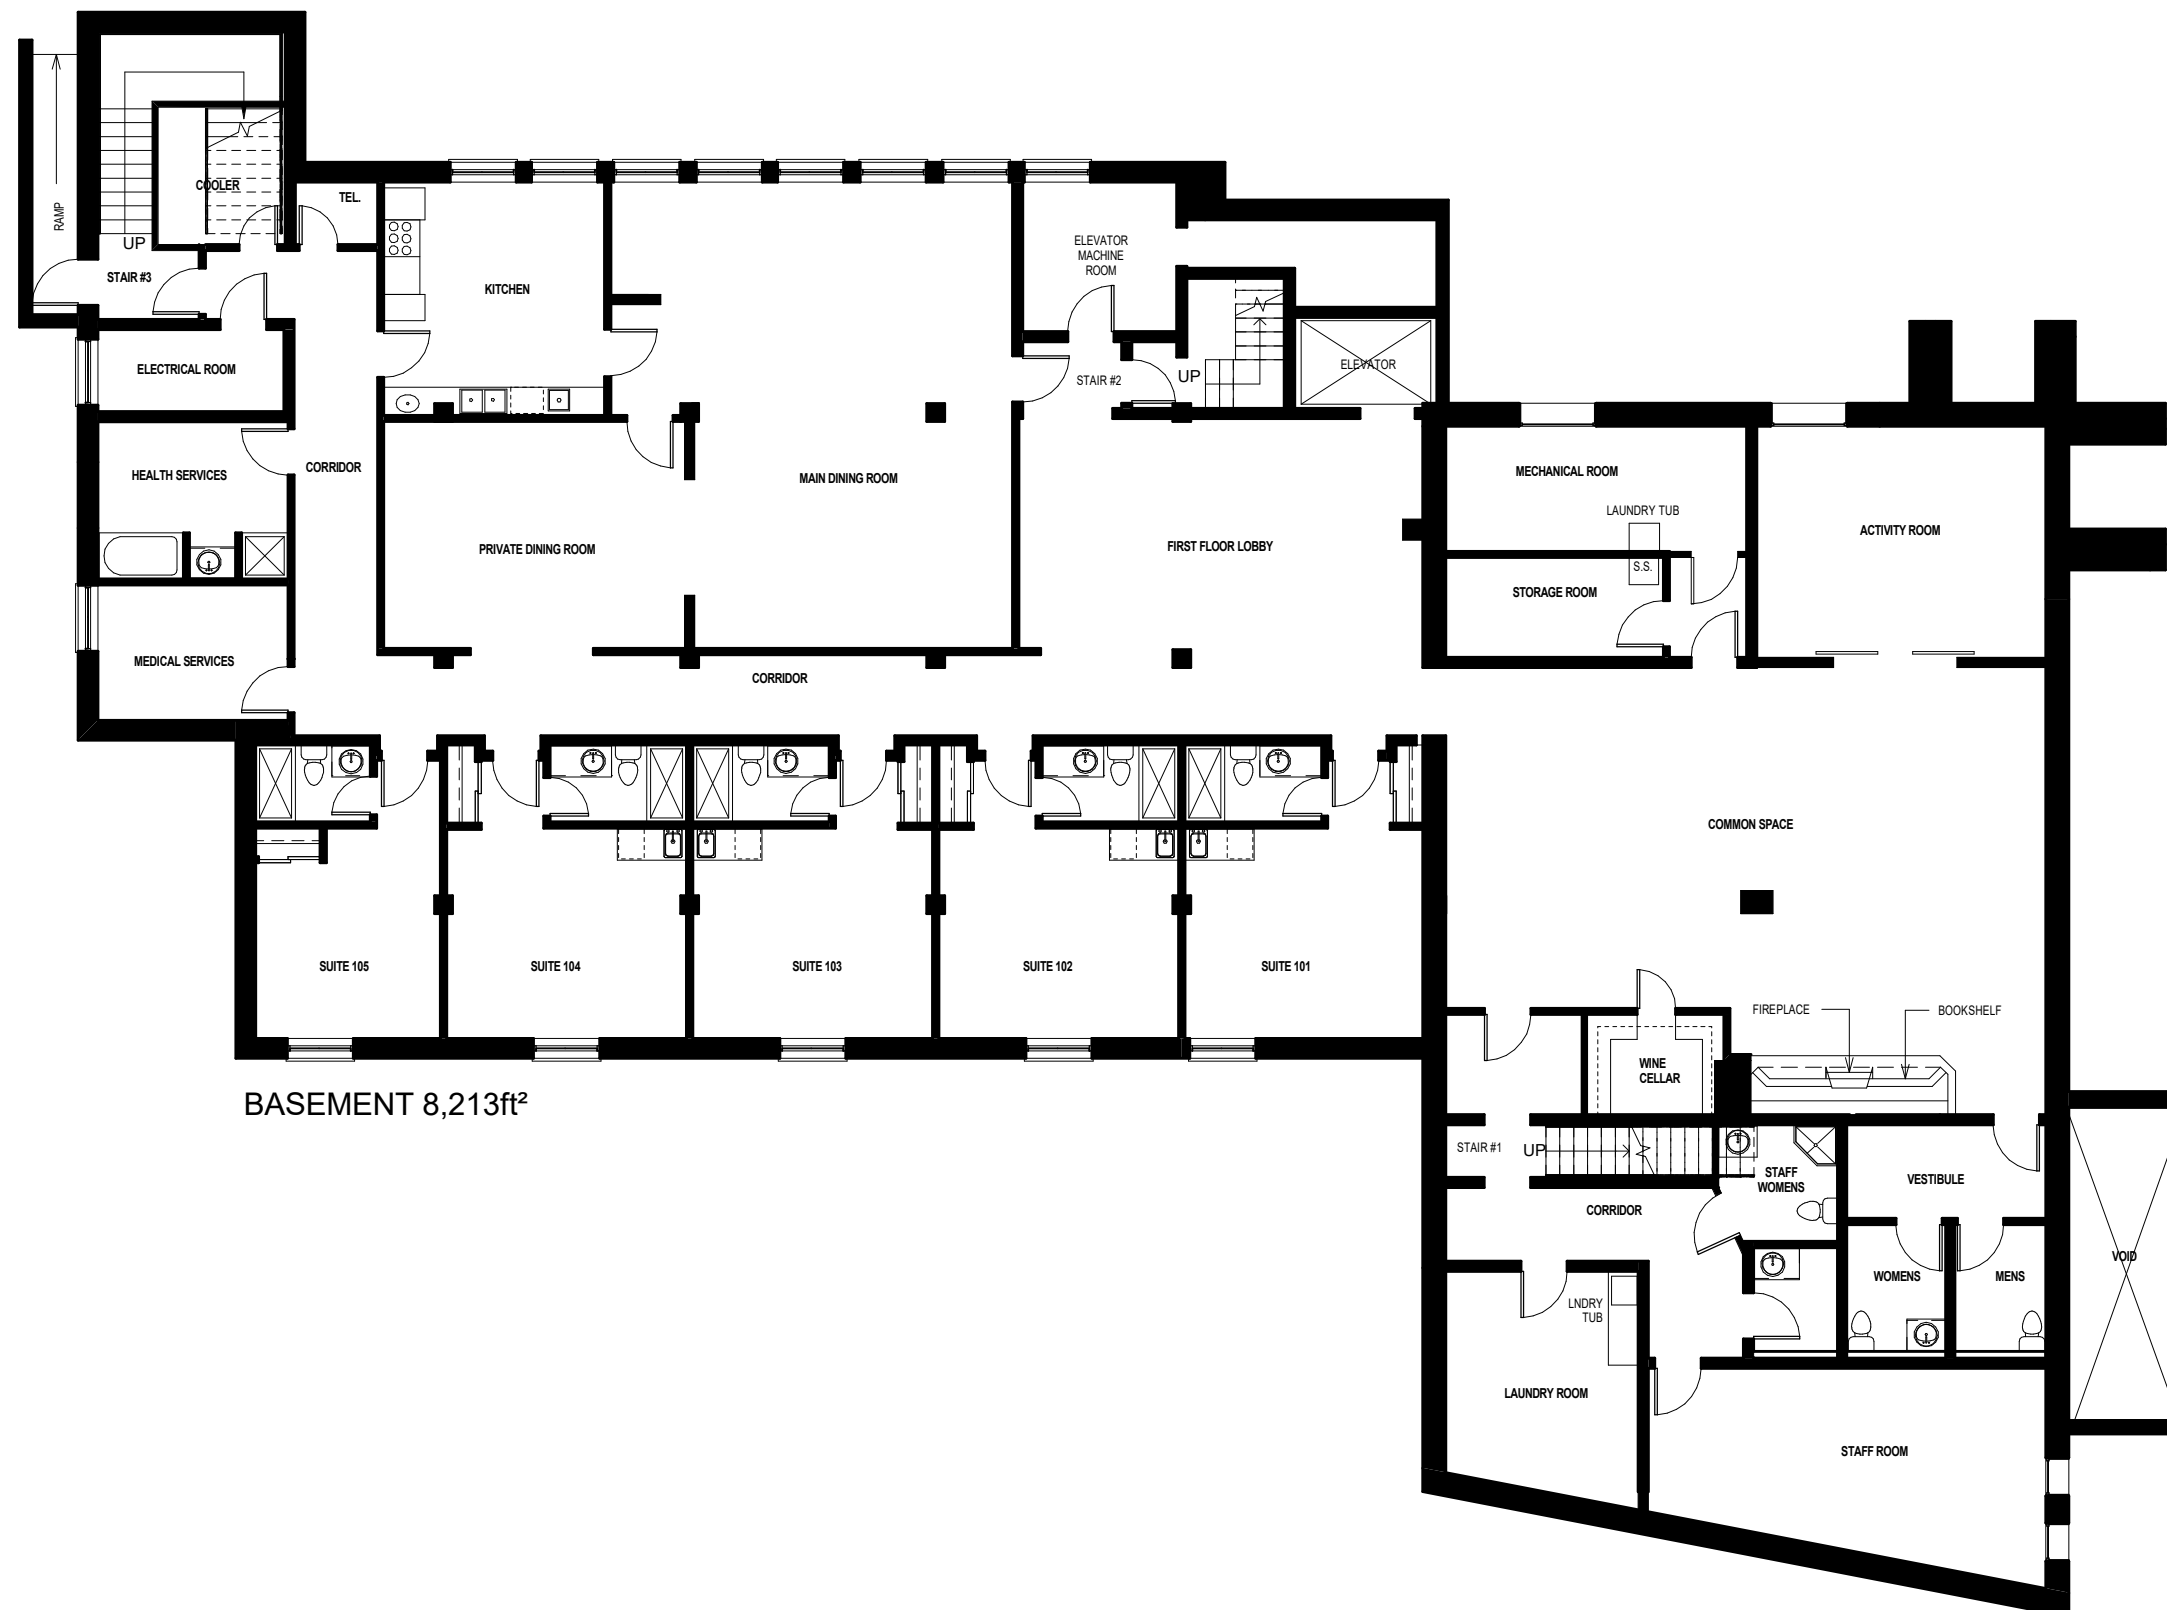 COOLER
TEL.
RAMP
UP
STAIR #3
KITCHEN
ELEVATOR
MACHINE
ROOM
ELECTRICAL ROOM
STAIR #2
UP
ELEVATOR
HEALTH SERVICES
CORRIDOR
MAIN DINING ROOM
MECHANICAL ROOM
LAUNDRY TUB
ACTIVITY ROOM
PRIVATE DINING ROOM
FIRST FLOOR LOBBY
S.S.
STORAGE ROOM
MEDICAL SERVICES
CORRIDOR
COMMON SPACE
SUITE 105
SUITE 104
SUITE 103
SUITE 102
SUITE 101
FIREPLACE
BOOKSHELF
WINE
CELLAR
BASEMENT 8,213ft²
STAIR #1
UP
STAFF
WOMENS
VESTIBULE
CORRIDOR
VOID
WOMENS
MENS
LNDRY
TUB
LAUNDRY ROOM
STAFF ROOM